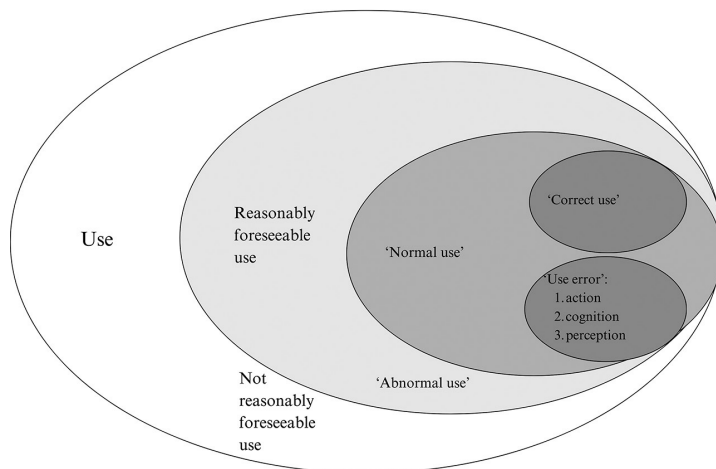 Use
Reasonably
foreseeable
use
‘Normal use’
‘Correct use’
‘Use error’:
1. action
2. cognition
3. perception
‘Abnormal use’
Not
reasonably
foreseeable
use